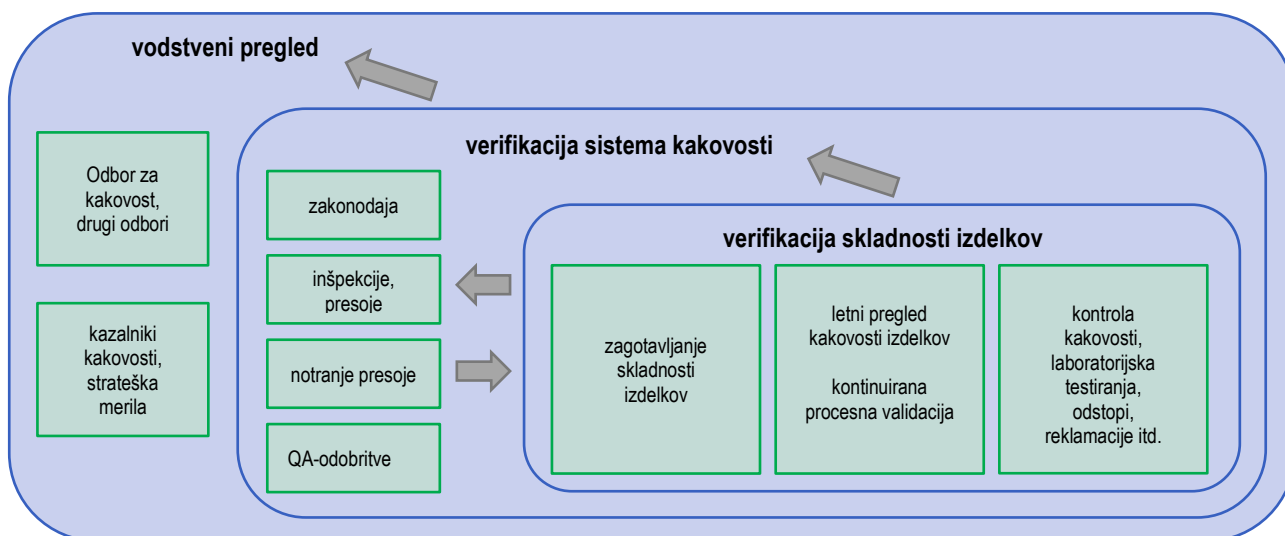 vodstveni pregled
Odbor za
kakovost,
drugi odbori
kazalniki
kakovosti,
strateška
merila
verifikacija sistema kakovosti
zakonodaja
inšpekcije,
presoje
notranje presoje
QA-odobritve
verifikacija skladnosti izdelkov
zagotavljanje
skladnosti
izdelkov
letni pregled
kakovosti izdelkov
kontinuirana
procesna validacija
kontrola
kakovosti,
laboratorijska
testiranja,
odstopi,
reklamacije itd.